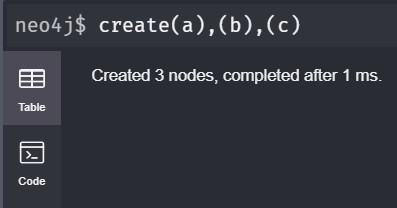 neo4j$ create(a),(b),(c)
Created 3 nodes, completed after 1 ms.
Table
Code